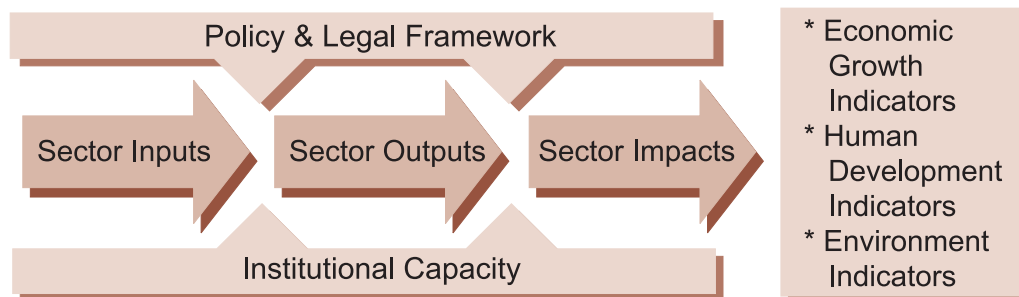 Policy & Legal Framework
Sector Inputs
Sector Outputs
Sector Impacts
Institutional Capacity
* Economic
Growth
Indicators
* Human
Development
Indicators
* Environment
Indicators